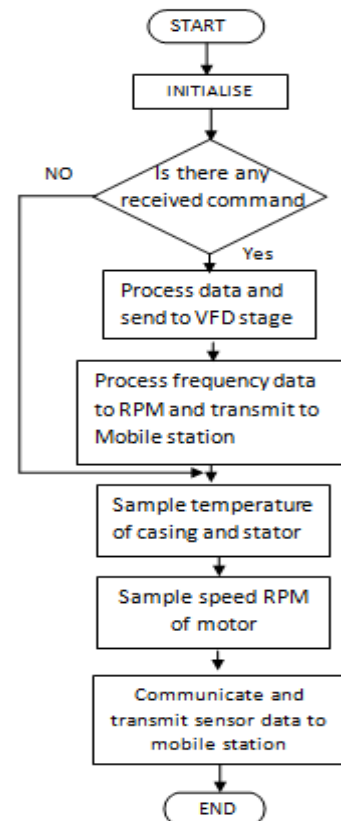 START
INITIALISE
Is there any
received command
NO
Yes
Process data and
send to VFD stage
Process frequency data
to RPM and transmit to
Mobile station
Sample temperature
of casing and stator
Sample speed RPM
of motor
Communicate and
transmit sensor data to
mobile station
END